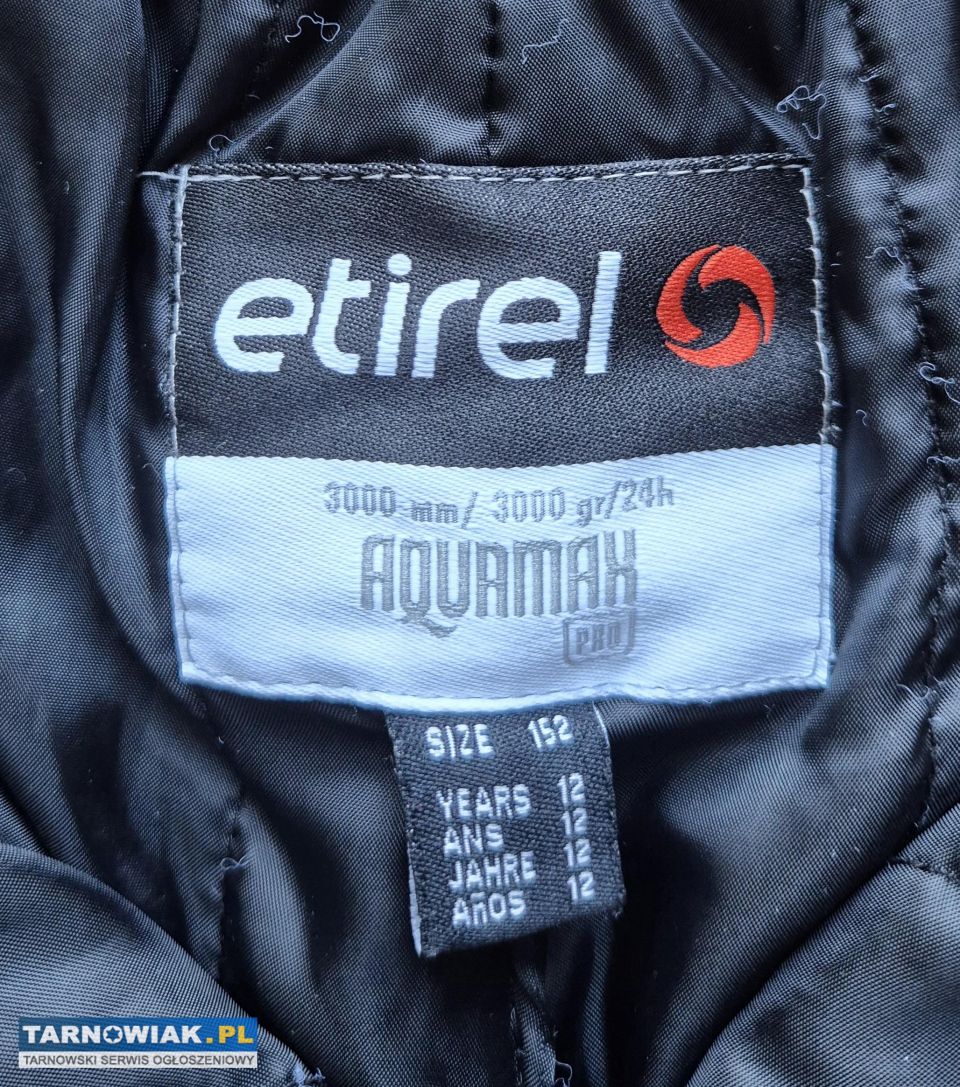 etirel
3000 mm/ 3000 gr/24h
AQUAMAX
PRO
SIZE 152
YEARS 12
ANS 12
JAHRE 12
AÑOS 12
TARNOWIAK.PL
TARNOWSKI SERWIS OGŁOSZENIOWY